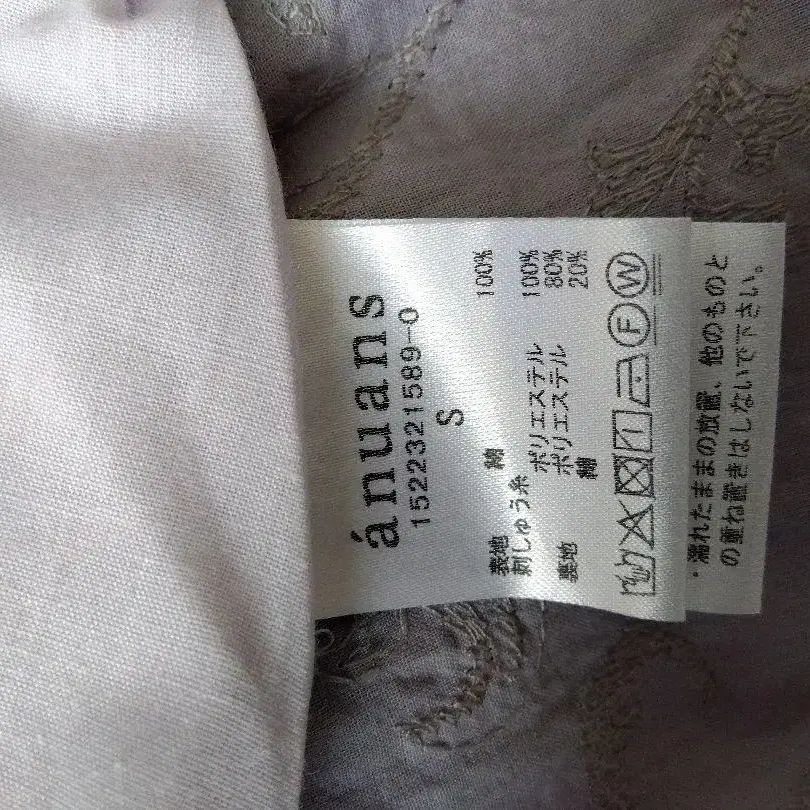 ánuans
152232​1589-0
S
表地 綿 100%
刺しゅう糸 ポリエステル 100%
裏地 ポリエステル 80%
綿 20%
F W
・濡れたままの放置、他のものと
の重ね置きはしないで下さい。